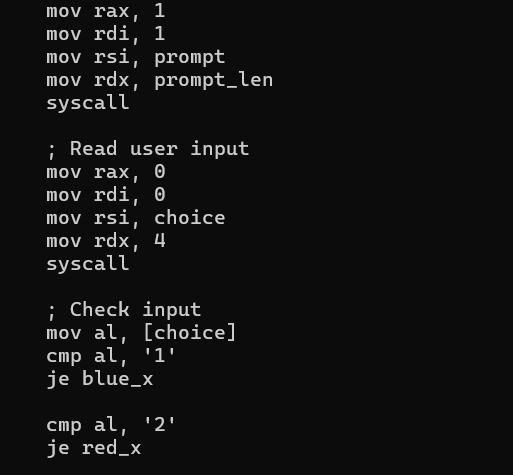 mov rax, 1
mov rdi, 1
mov rsi, prompt
mov rdx, prompt_len
syscall
; Read user input
mov rax, 0
mov rdi, 0
mov rsi, choice
mov rdx, 4
syscall
; Check input
mov al, [choice]
cmp al, '1'
je blue_x
cmp al, '2'
je red_x